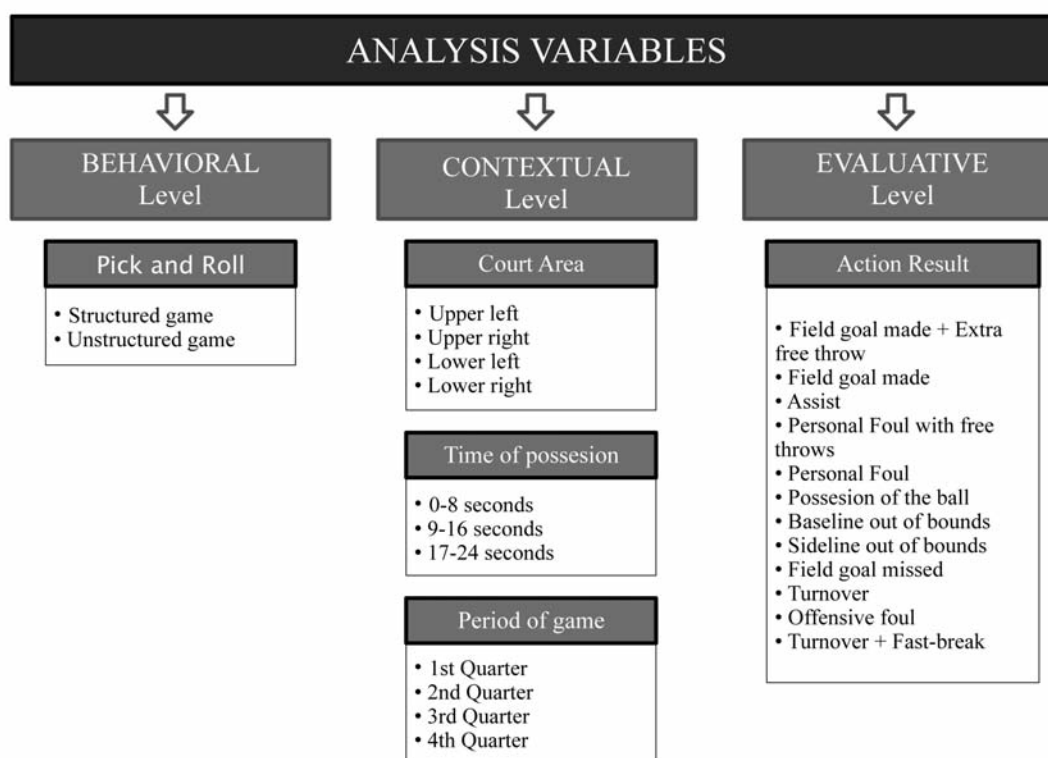 ANALYSIS VARIABLES
BEHAVIORAL
Level
Pick and Roll
• Structured game
• Unstructured game
CONTEXTUAL
Level
Court Area
• Upper left
• Upper right
• Lower left
• Lower right
Time of possesion
• 0-8 seconds
• 9-16 seconds
• 17-24 seconds
Period of game
• 1st Quarter
• 2nd Quarter
• 3rd Quarter
• 4th Quarter
EVALUATIVE
Level
Action Result
• Field goal made + Extra
free throw
• Field goal made
• Assist
• Personal Foul with free
throws
• Personal Foul
• Possesion of the ball
• Baseline out of bounds
• Sideline out of bounds
• Field goal missed
• Turnover
• Offensive foul
• Turnover + Fast-break